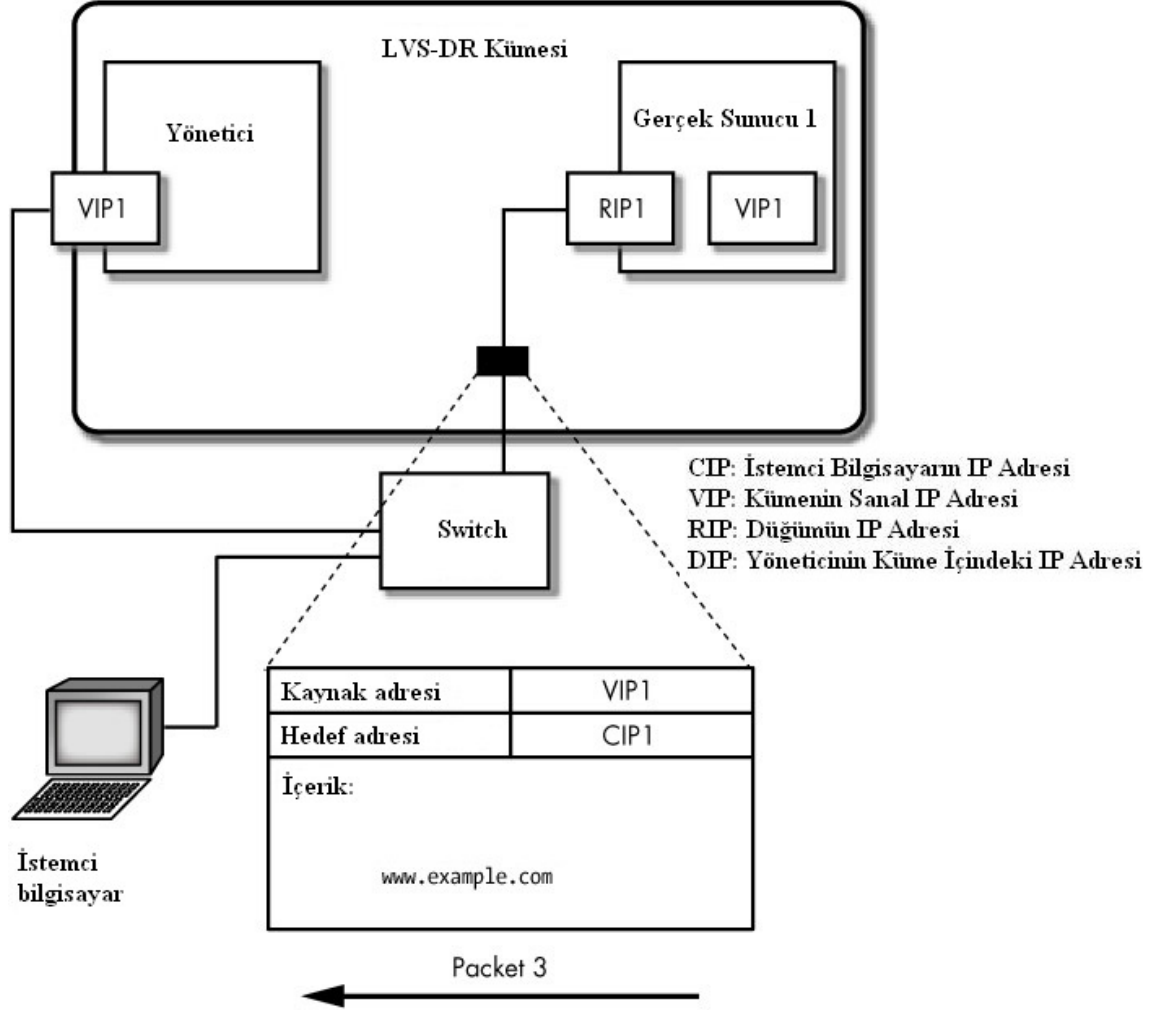 LVS-DR Kümesi
Yönetici
Gerçek Sunucu 1
VIP1
RIP1
VIP1
CIP: İstemci Bilgisayarın IP Adresi
VIP: Kümenin Sanal IP Adresi
RIP: Düğümün IP Adresi
DIP: Yöneticinin Küme İçindeki IP Adresi
Switch
Kaynak adresi VIP1
Hedef adresi CIP1
İçerik:
www.example.com
İstemci
bilgisayar
Packet 3